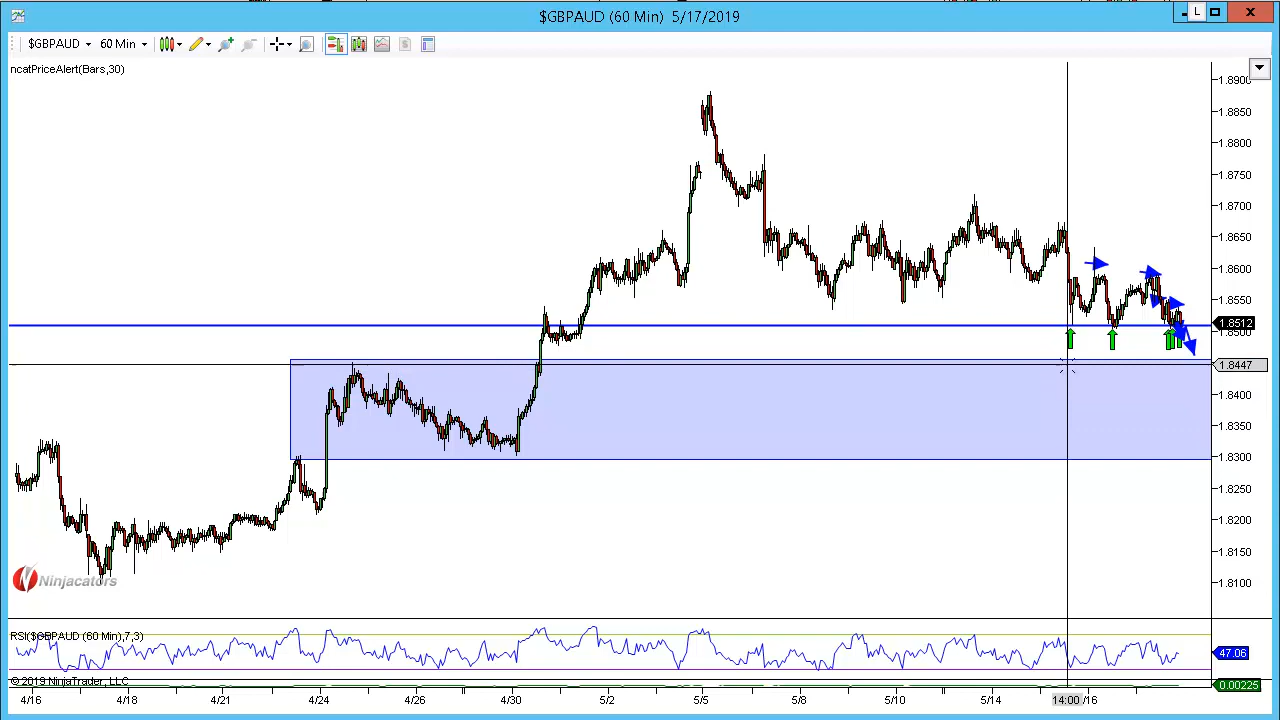 $GBPAUD (60 Min) 5/17/2019
L
X
$GBPAUD 60 Min
$
ncatPriceAlert(Bars,30)
1.8900
1.8850
1.8800
1.8750
1.8700
1.8650
1.8600
1.8550
1.8512
1.8500
1.8447
1.8400
1.8350
1.8300
1.8250
1.8200
1.8150
1.8100
Ninjacators
RSI($GBPAUD (60 Min),7,3)
47.06
© 2019 NinjaTrader, LLC
0.00225
4/16 4/18 4/21 4/24 4/26 4/30 5/2 5/5 5/8 5/10 5/14 14:00 /16